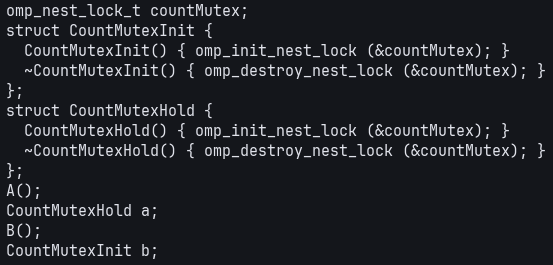 omp_nest_lock_t countMutex;
struct CountMutexInit {
  CountMutexInit() { omp_init_nest_lock (&countMutex); }
  ~CountMutexInit() { omp_destroy_nest_lock (&countMutex); }
};
struct CountMutexHold {
  CountMutexHold() { omp_init_nest_lock (&countMutex); }
  ~CountMutexHold() { omp_destroy_nest_lock (&countMutex); }
};
A();
CountMutexHold a;
B();
CountMutexInit b;